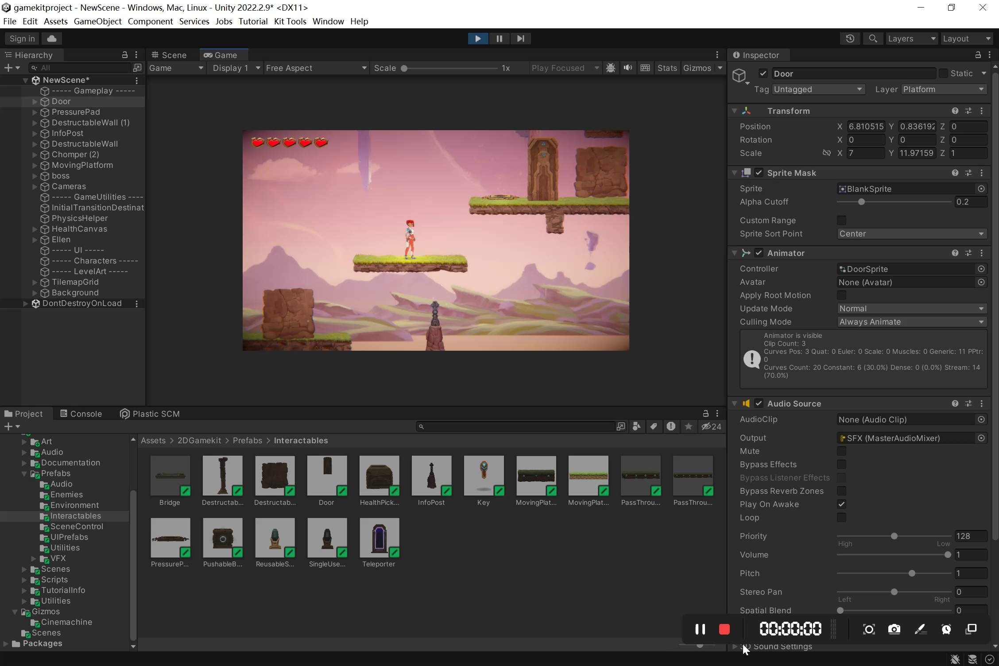 gamekitproject - NewScene - Windows, Mac, Linux - Unity 2022.2.9* <DX11>
File Edit Assets GameObject Component Services Jobs Tutorial Kit Tools Window Help
Sign in
Layers
Layout
Hierarchy
Scene
Game
Inspector
All
Game
Display 1
Free Aspect
Scale
1x
Play Focused
Stats
Gizmos
NewScene*
----- Gameplay -----
Door
PressurePad
DestructableWall (1)
InfoPost
DestructableWall
Chomper (2)
MovingPlatform
boss
Cameras
----- GameUtilities ----
InitialTransitionDestinat
PhysicsHelper
HealthCanvas
Ellen
----- UI -----
----- Characters -----
----- LevelArt -----
TilemapGrid
Background
DontDestroyOnLoad
Door
Static
Tag Untagged
Layer Platform
Transform
Position X 6.810515 Y 0.836192 Z 0
Rotation X 0 Y 0 Z 0
Scale X 7 Y 11.97159 Z 1
Sprite Mask
Sprite BlankSprite
Alpha Cutoff 0.2
Custom Range
Sprite Sort Point Center
Animator
Controller DoorSprite
Avatar None (Avatar)
Apply Root Motion
Update Mode Normal
Culling Mode Always Animate
Animator is visible
Clip Count: 3
Curves Pos: 3 Quat: 0 Euler: 0 Scale: 0 Muscles: 0 Generic: 11 PPtr:
0
Curves Count: 20 Constant: 6 (30.0%) Dense: 0 (0.0%) Stream: 14
(70.0%)
Audio Source
AudioClip None (Audio Clip)
Output SFX (MasterAudioMixer)
Mute
Bypass Effects
Bypass Listener Effects
Bypass Reverb Zones
Play On Awake
Loop
Priority 128
High Low
Volume 1
Pitch 1
Stereo Pan 0
Left Right
Spatial Blend 0
00:00:00
Sound Settings
Project
Console
Plastic SCM
24
Art
Audio
Documentation
Prefabs
Audio
Enemies
Environment
Interactables
SceneControl
UIPrefabs
Utilities
VFX
Scenes
Scripts
TutorialInfo
Utilities
Gizmos
Cinemachine
Scenes
Packages
Assets > 2DGamekit > Prefabs > Interactables
Bridge
Destructab...
Destructab...
Door
HealthPick...
InfoPost
Key
MovingPlat...
MovingPlat...
PassThrou...
PassThrou...
PressureP...
PushableB...
ReusableS...
SingleUse...
Teleporter